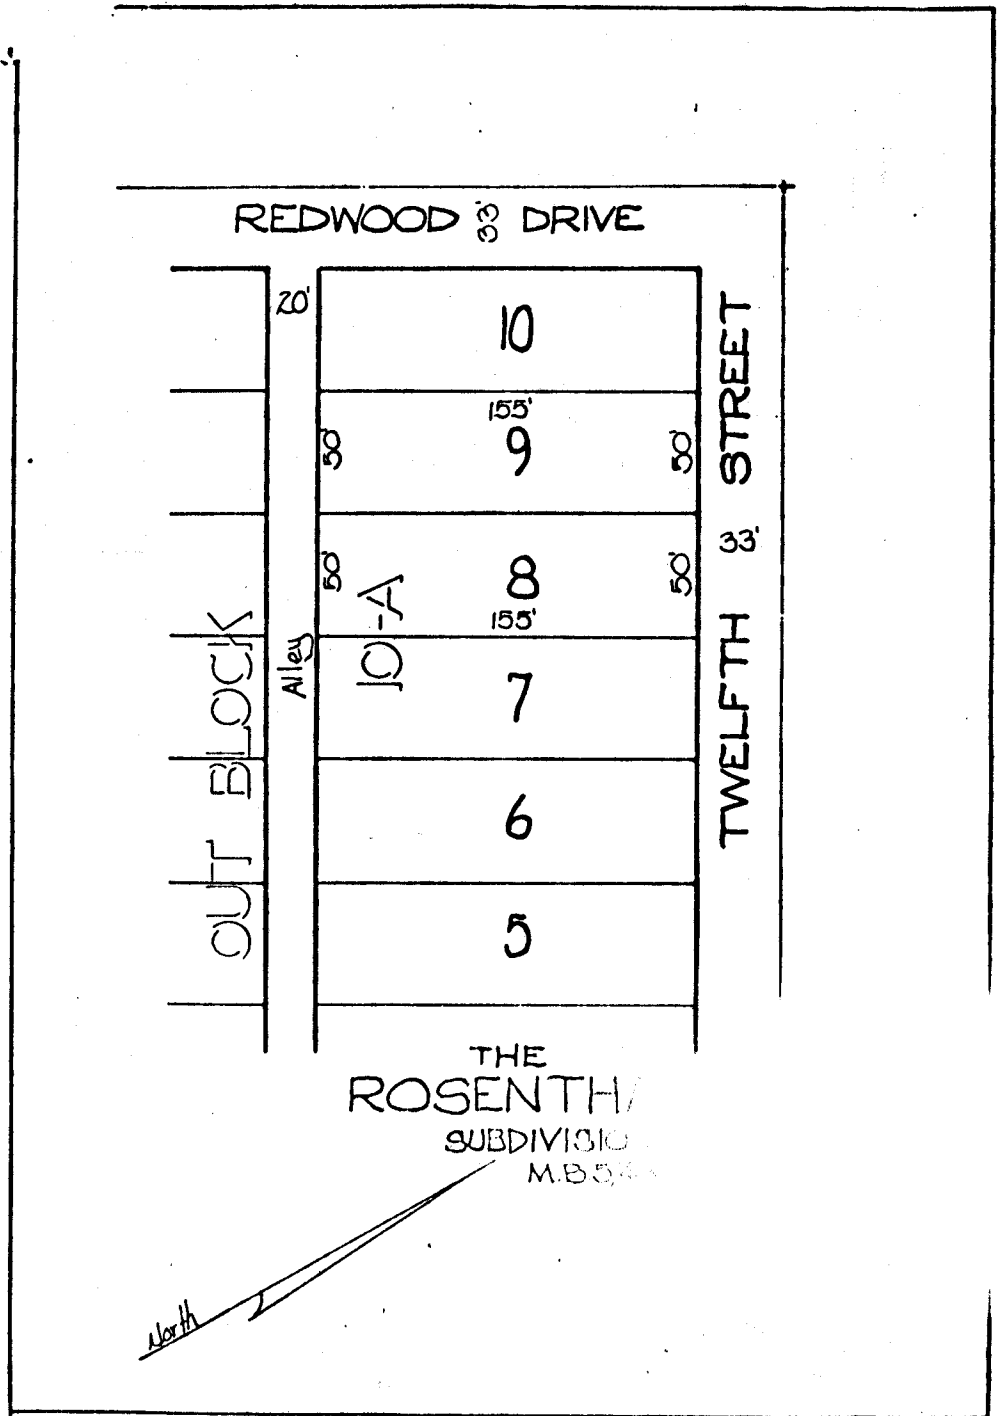 REDWOOD 33' DRIVE
20'
10
155'
9
50'
50'
STREET
33'
TWELFTH
50'
8
50'
155'
10-A
Alley
OUT BLOCK
7
6
5
THE
SUBDIVISIO
M.B.5,
North